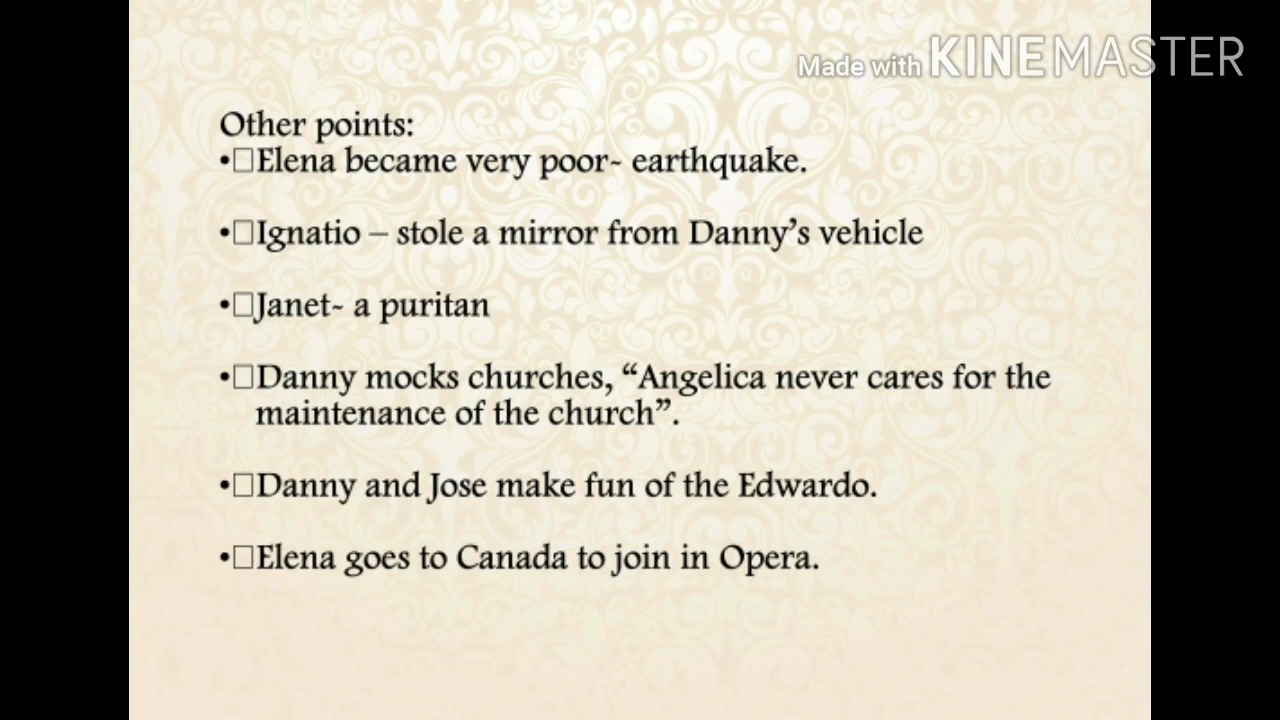 Made with KINEMASTER
Other points:
•□Elena became very poor- earthquake.
•□Ignatio – stole a mirror from Danny’s vehicle
•□Janet- a puritan
•□Danny mocks churches, “Angelica never cares for the
maintenance of the church”.
•□Danny and Jose make fun of the Edwardo.
•□Elena goes to Canada to join in Opera.